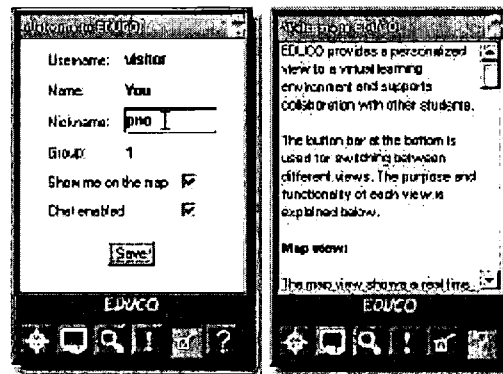 Welcome to EDUCO
Username: visitor
Name: You
Nickname: pno
Group: 1
Show me on the map
Chat enabled
Save!
EDUCO
!
?
EDUCO provides a personalized
view to a virtual learning
environment and supports
collaboration with other students.
The button bar at the bottom is
used for switching between
different views. The purpose and
functionality of each view is
explained below.
Map view:
The map view shows a real time
EDUCO
!
?